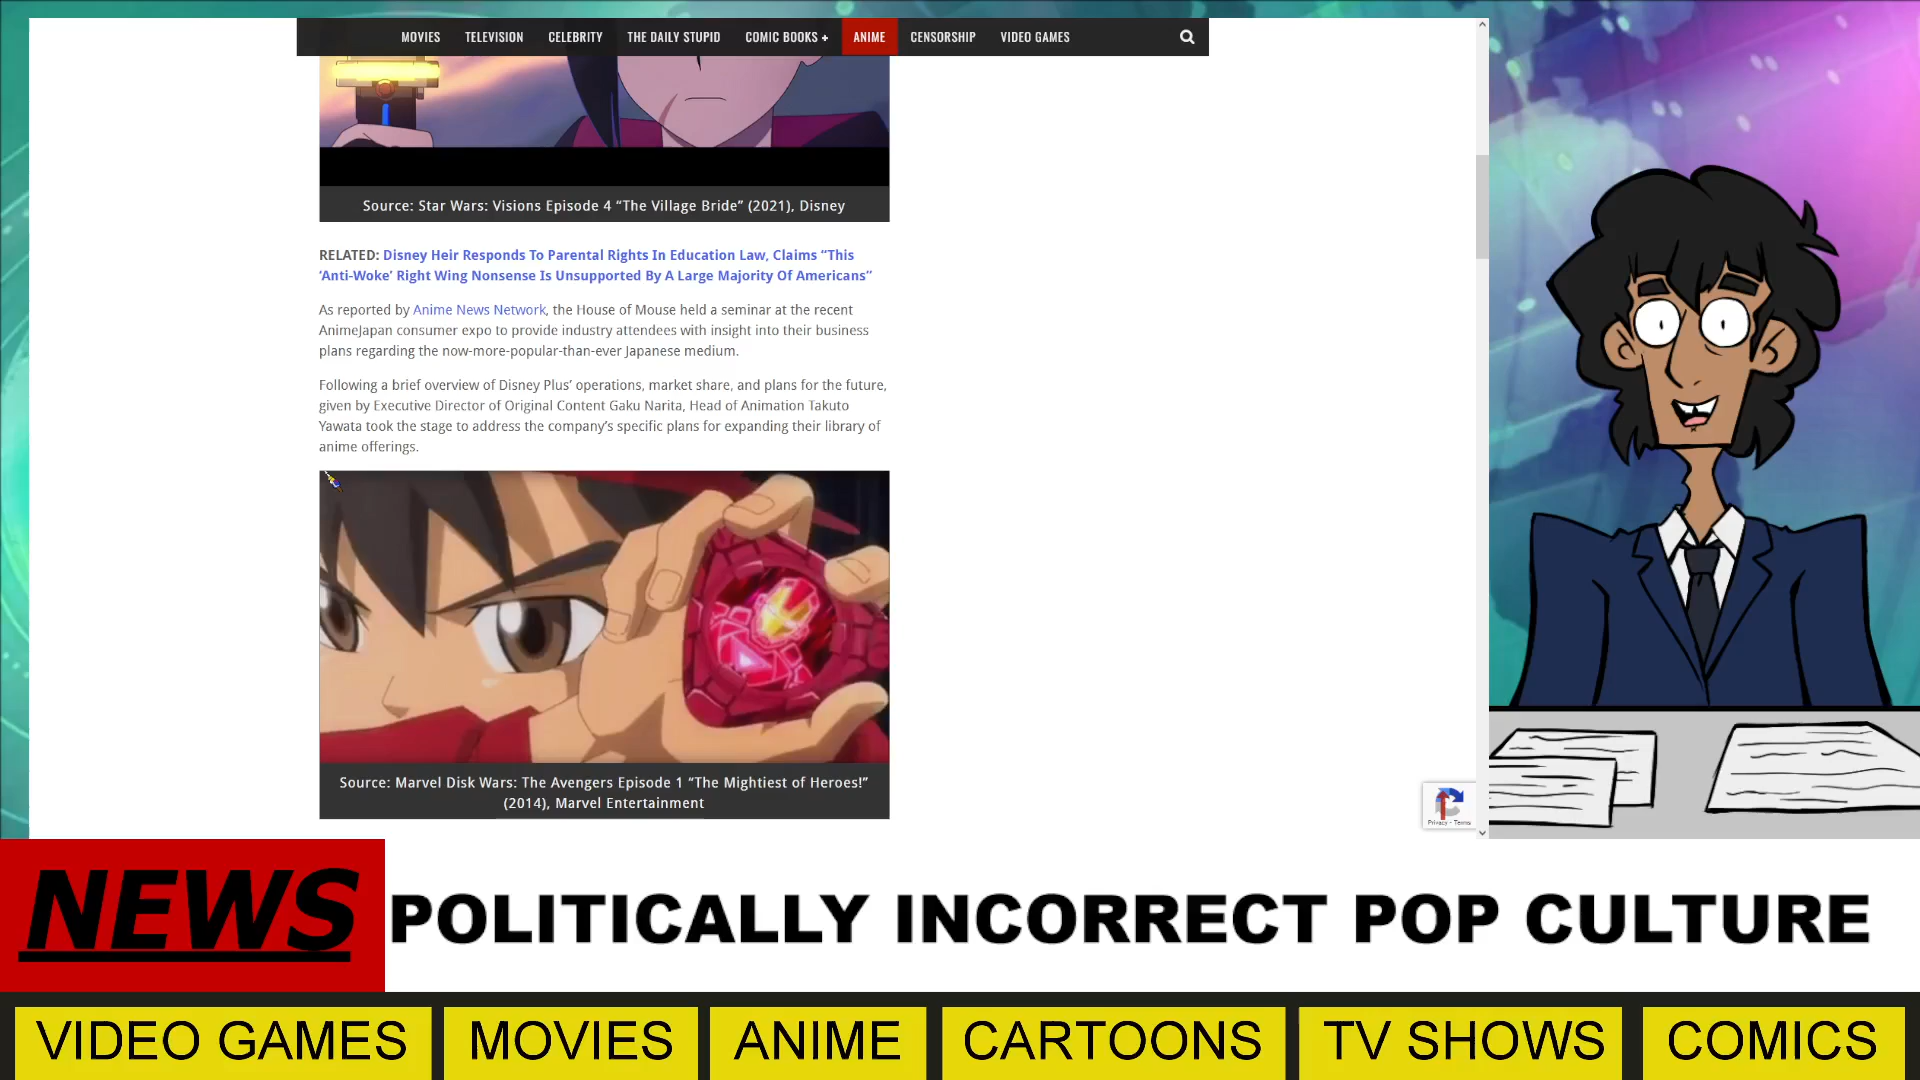 MOVIES TELEVISION CELEBRITY THE DAILY STUPID COMIC BOOKS + ANIME CENSORSHIP VIDEO GAMES
Source: Star Wars: Visions Episode 4 “The Village Bride” (2021), Disney
RELATED: Disney Heir Responds To Parental Rights In Education Law, Claims “This
‘Anti-Woke’ Right Wing Nonsense Is Unsupported By A Large Majority Of Americans”
As reported by Anime News Network, the House of Mouse held a seminar at the recent
AnimeJapan consumer expo to provide industry attendees with insight into their business
plans regarding the now-more-popular-than-ever Japanese medium.
Following a brief overview of Disney Plus’ operations, market share, and plans for the future,
given by Executive Director of Original Content Gaku Narita, Head of Animation Takuto
Yawata took the stage to address the company’s specific plans for expanding their library of
anime offerings.
Source: Marvel Disk Wars: The Avengers Episode 1 “The Mightiest of Heroes!”
(2014), Marvel Entertainment
Privacy - Terms
NEWS POLITICALLY INCORRECT POP CULTURE
VIDEO GAMES MOVIES ANIME CARTOONS TV SHOWS COMICS